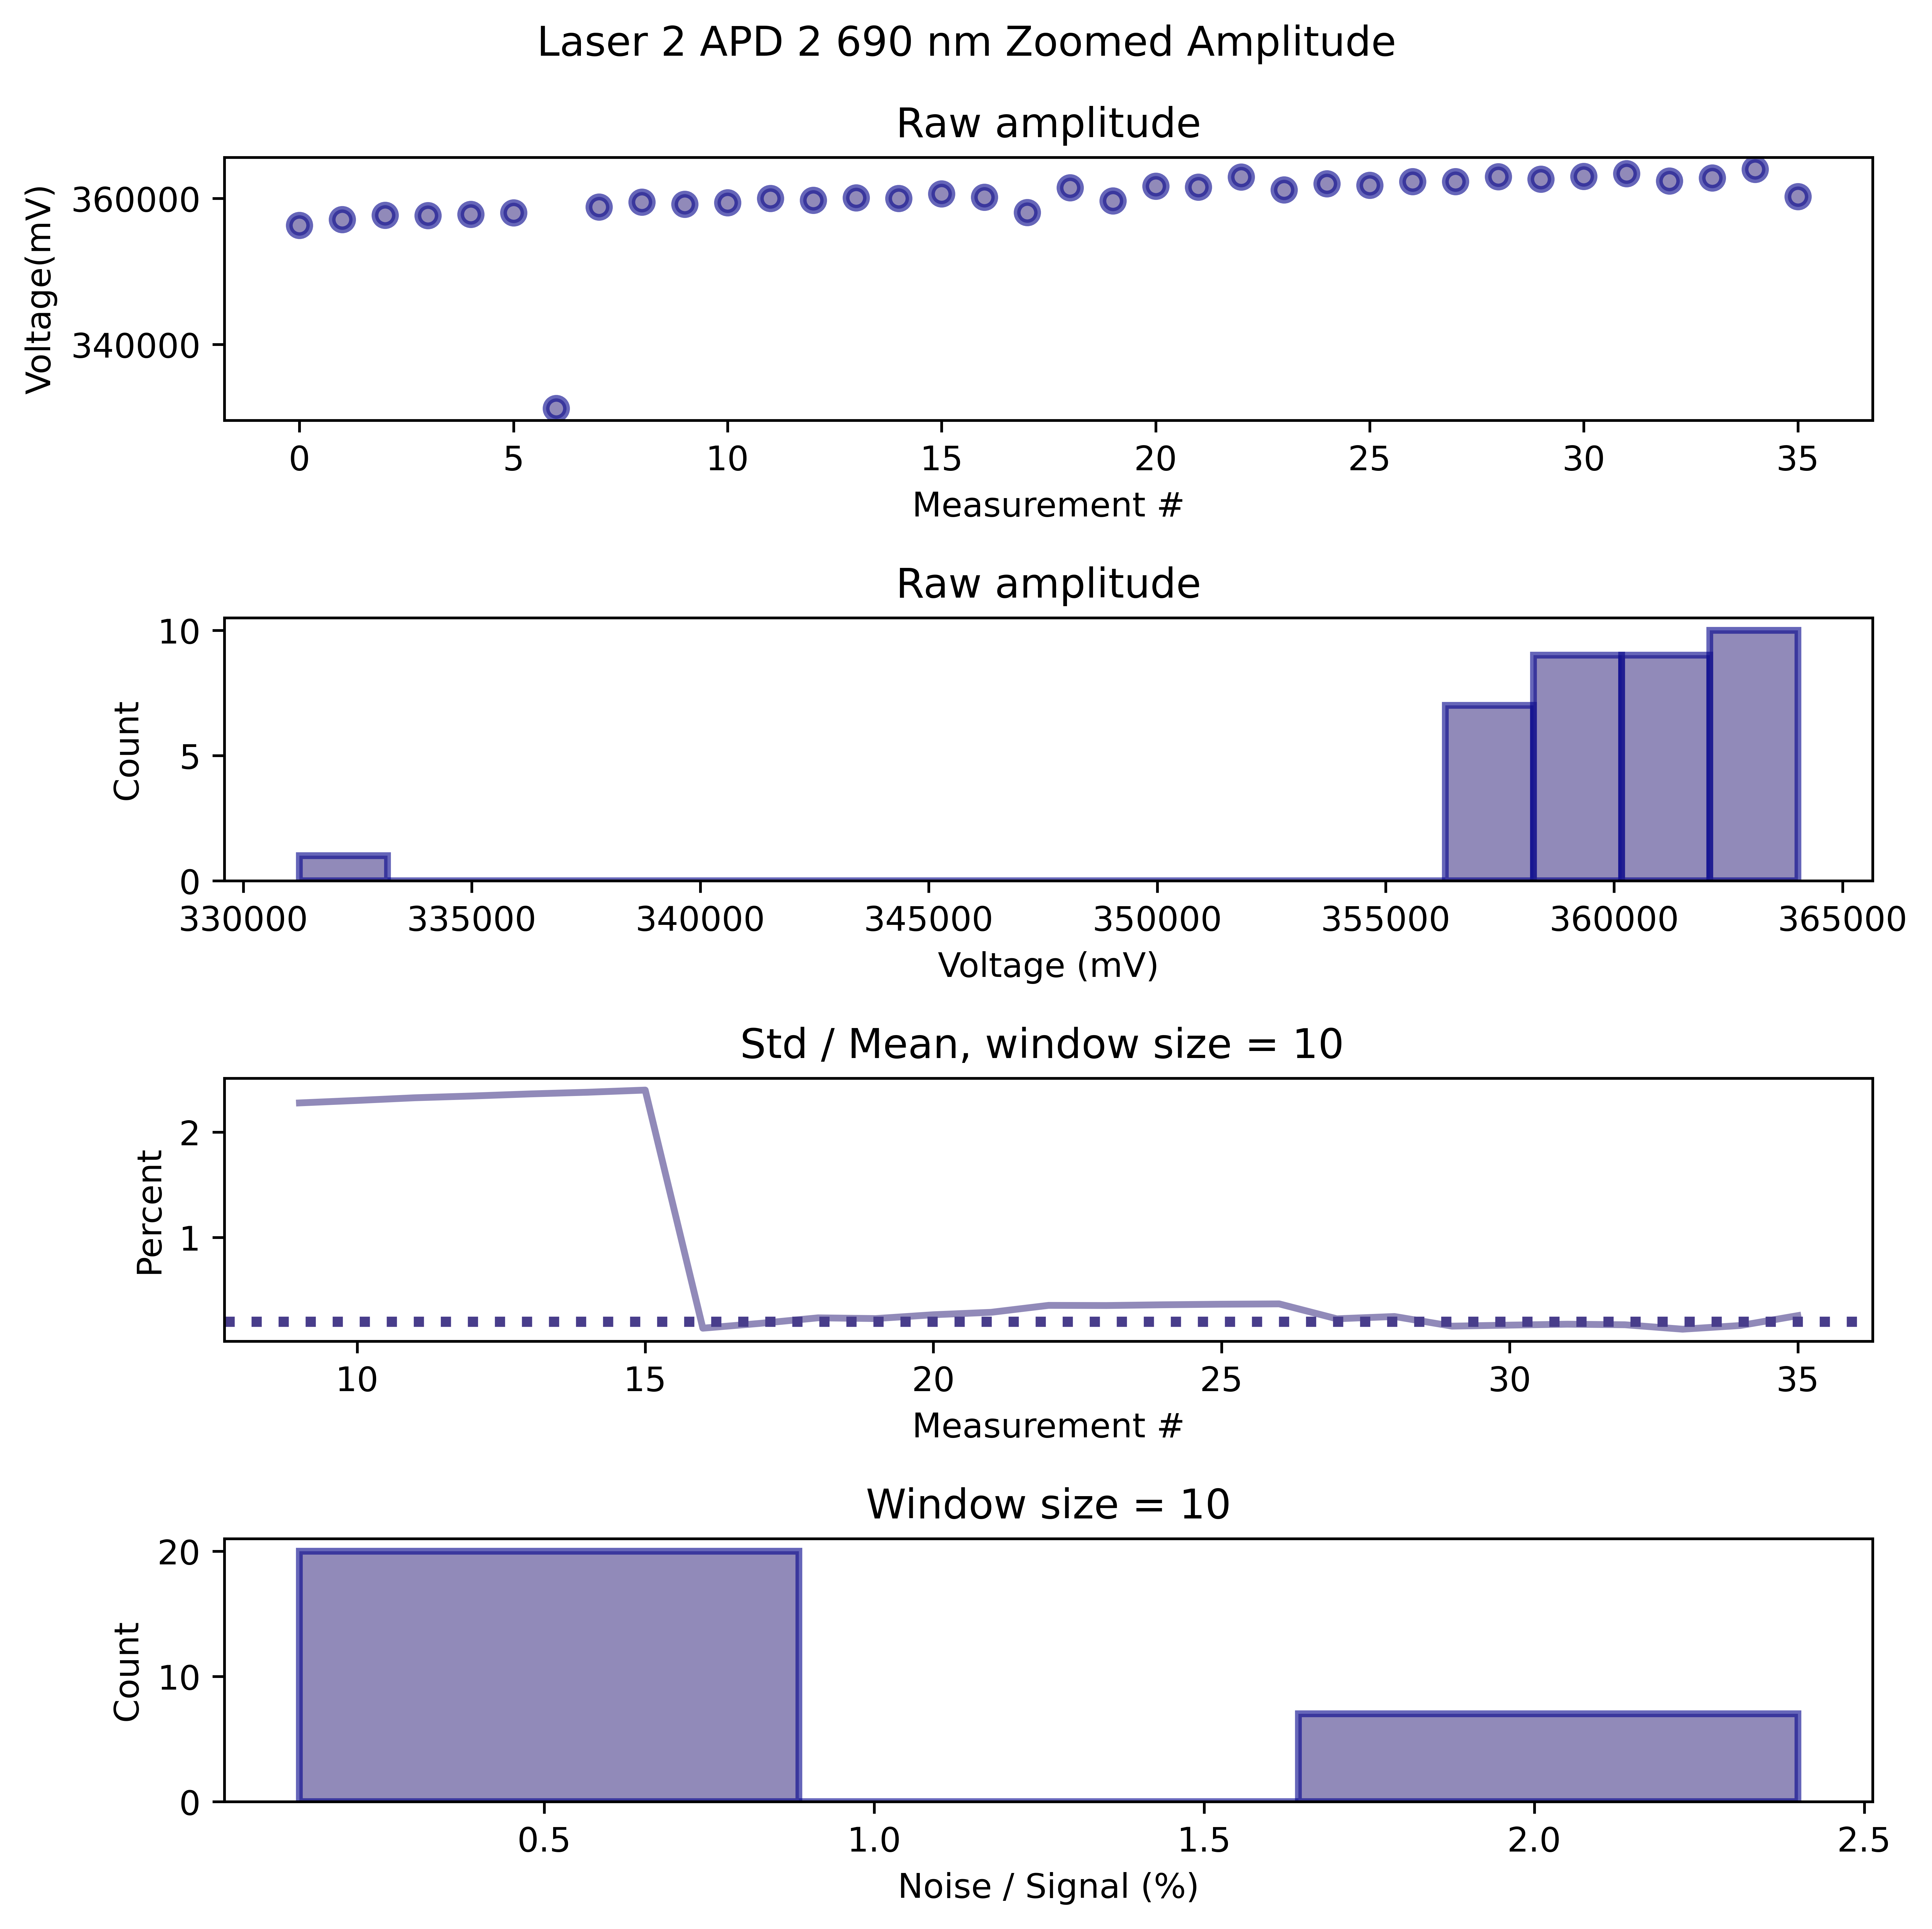 Laser 2 APD 2 690 nm Zoomed Amplitude
Raw amplitude
Voltage(mV)
360000
340000
0 5 10 15 20 25 30 35
Measurement #
Raw amplitude
Count
10
5
0
330000 335000 340000 345000 350000 355000 360000 365000
Voltage (mV)
Std / Mean, window size = 10
Percent
2
1
10 15 20 25 30 35
Measurement #
Window size = 10
Count
20
10
0
0.5 1.0 1.5 2.0 2.5
Noise / Signal (%)